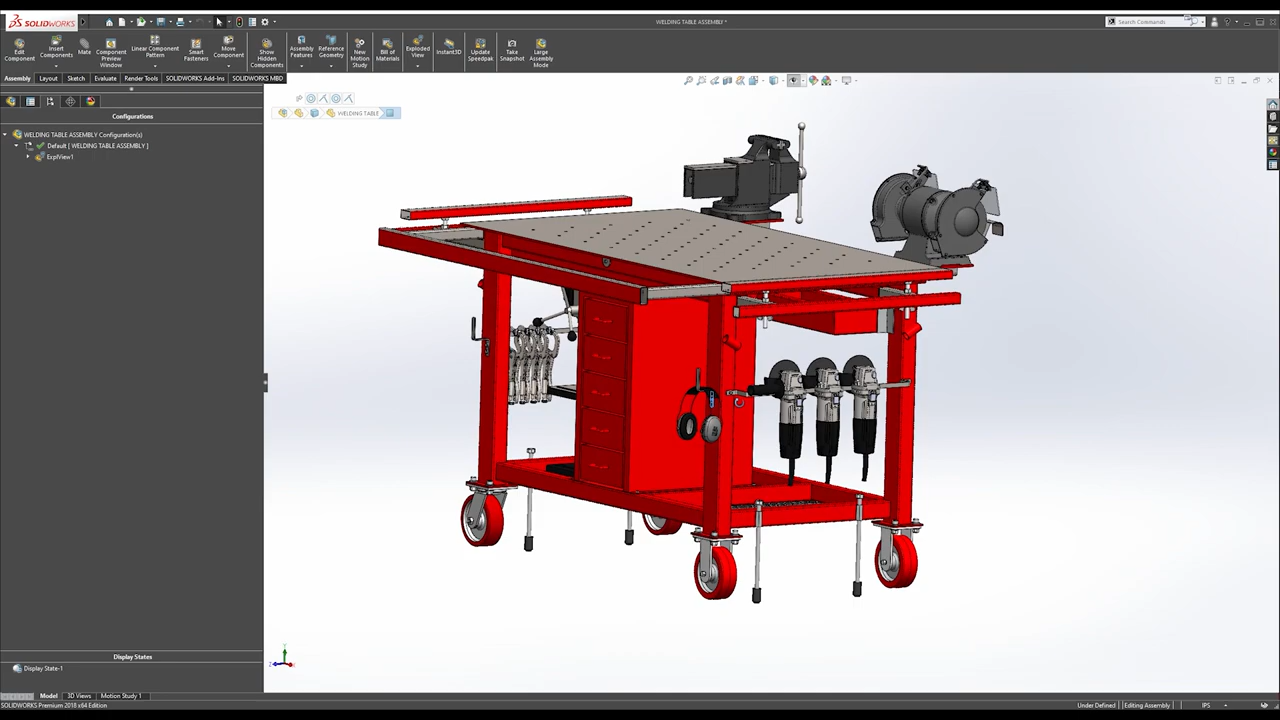 SOLIDWORKS
WELDING TABLE ASSEMBLY *
Search Commands
Edit
Component
Insert
Components
Mate
Component
Preview
Window
Linear Component
Pattern
Smart
Fasteners
Move
Component
Show
Hidden
Components
Assembly
Features
Reference
Geometry
New
Motion
Study
Bill of
Materials
Exploded
View
Instant3D
Update
Speedpak
Take
Snapshot
Large
Assembly
Mode
Assembly Layout Sketch Evaluate Render Tools SOLIDWORKS Add-Ins SOLIDWORKS MBD
Configurations
WELDING TABLE
WELDING TABLE ASSEMBLY Configuration(s)
Default [ WELDING TABLE ASSEMBLY ]
ExplView1
Display States
Display State-1
Model 3D Views Motion Study 1
SOLIDWORKS Premium 2018 x64 Edition
Under Defined Editing Assembly IPS